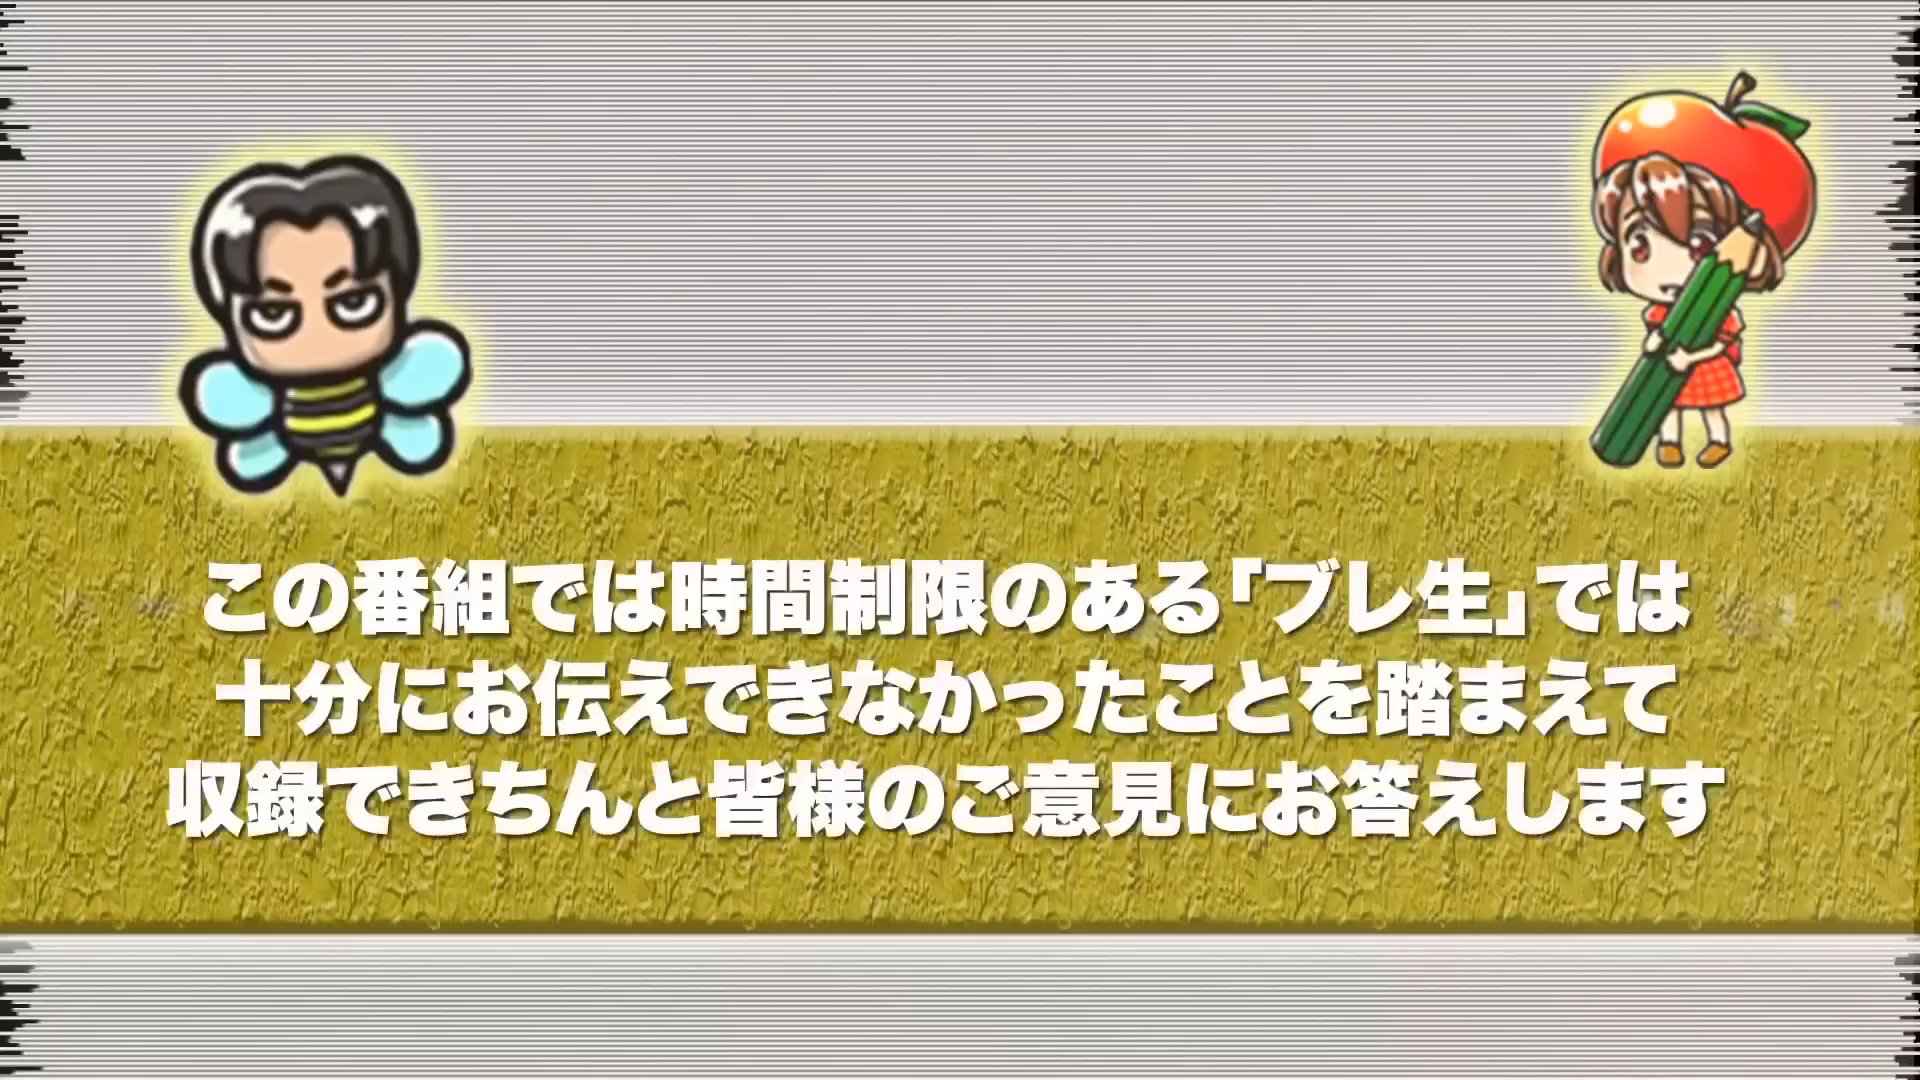 この番組では時間制限のある「ブレ生」では
十分にお伝えできなかったことを踏まえて
収録できちんと皆様のご意見にお答えします